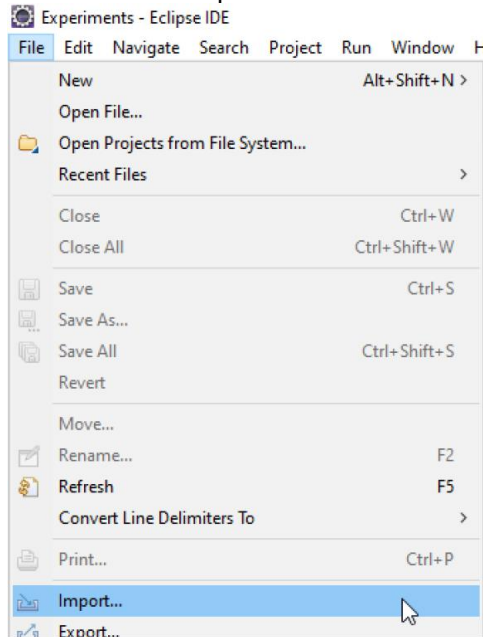 Experiments - Eclipse IDE
File Edit Navigate Search Project Run Window
New Alt+Shift+N >
Open File...
Open Projects from File System...
Recent Files >
Close Ctrl+W
Close All Ctrl+Shift+W
Save Ctrl+S
Save As...
Save All Ctrl+Shift+S
Revert
Move...
Rename... F2
Refresh F5
Convert Line Delimiters To >
Print... Ctrl+P
Import...
Export...